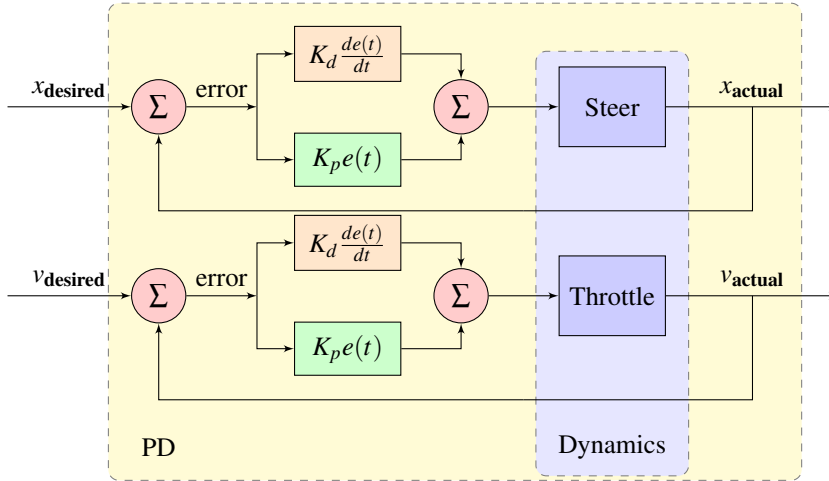 x_desired
Σ
error
K_d de(t)/dt
K_p e(t)
Σ
Steer
x_actual
v_desired
Σ
error
K_d de(t)/dt
K_p e(t)
Σ
Throttle
v_actual
PD
Dynamics